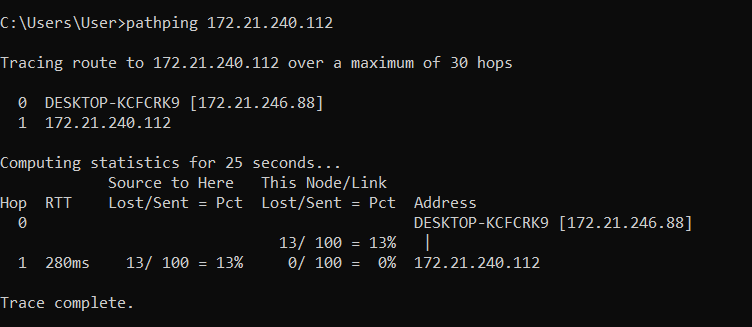 C:\Users\User>pathping 172.21.240.112
Tracing route to 172.21.240.112 over a maximum of 30 hops
  0  DESKTOP-KCFCRK9 [172.21.246.88]
  1  172.21.240.112
Computing statistics for 25 seconds...
            Source to Here   This Node/Link
Hop  RTT    Lost/Sent = Pct  Lost/Sent = Pct  Address
  0                                           DESKTOP-KCFCRK9 [172.21.246.88]
                               13/ 100 = 13%   |
  1  280ms    13/ 100 = 13%     0/ 100 =  0%  172.21.240.112
Trace complete.